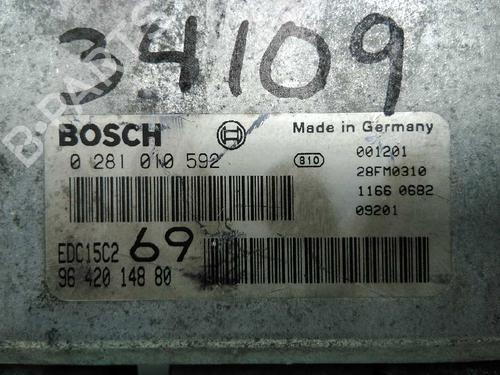 34109
B-PARTS
BOSCH
Made in Germany
0 281 010 592
810
001201
28FM0310
1166 0682
09201
EDC15C2
69
96 420 148 80